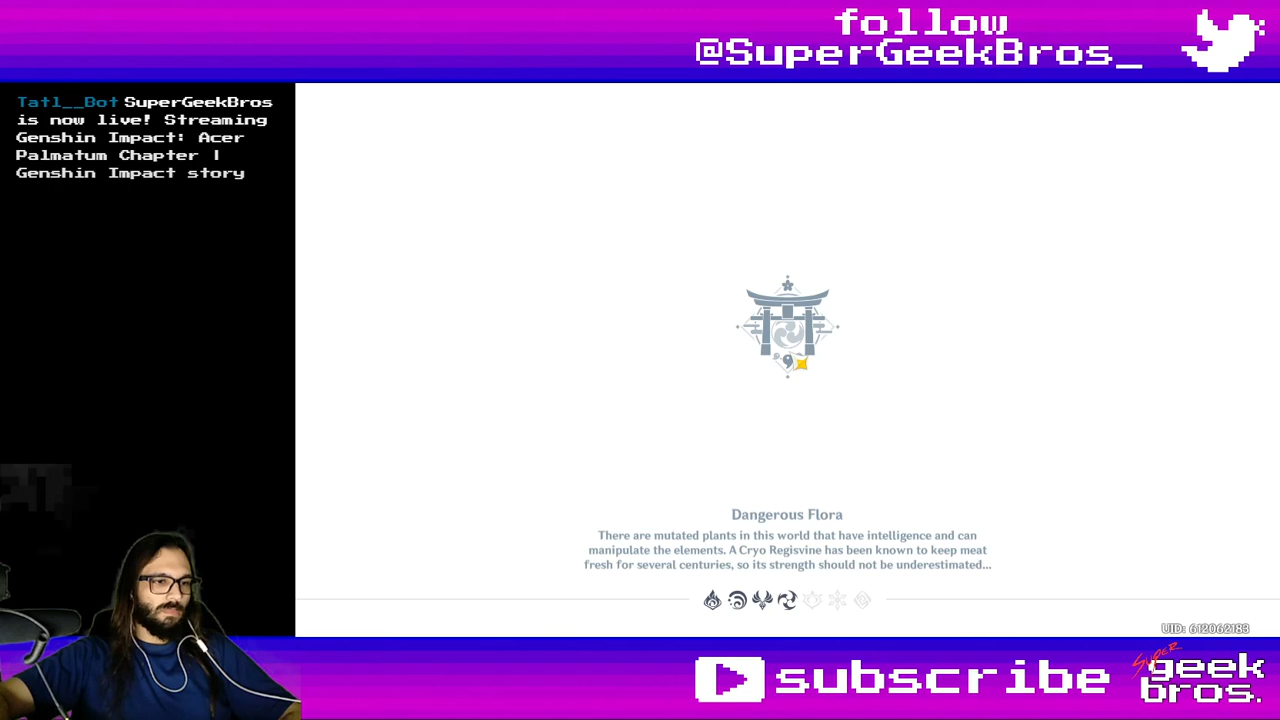 follow
@SuperGeekBros_
Tatl__Bot SuperGeekBros
is now live! Streaming
Genshin Impact: Acer
Palmatum Chapter |
Genshin Impact story
Dangerous Flora
There are mutated plants in this world that have intelligence and can
manipulate the elements. A Cryo Regisvine has been known to keep meat
fresh for several centuries, so its strength should not be underestimated...
UID: 612062183
subscribe
SUPER
geek
bros.